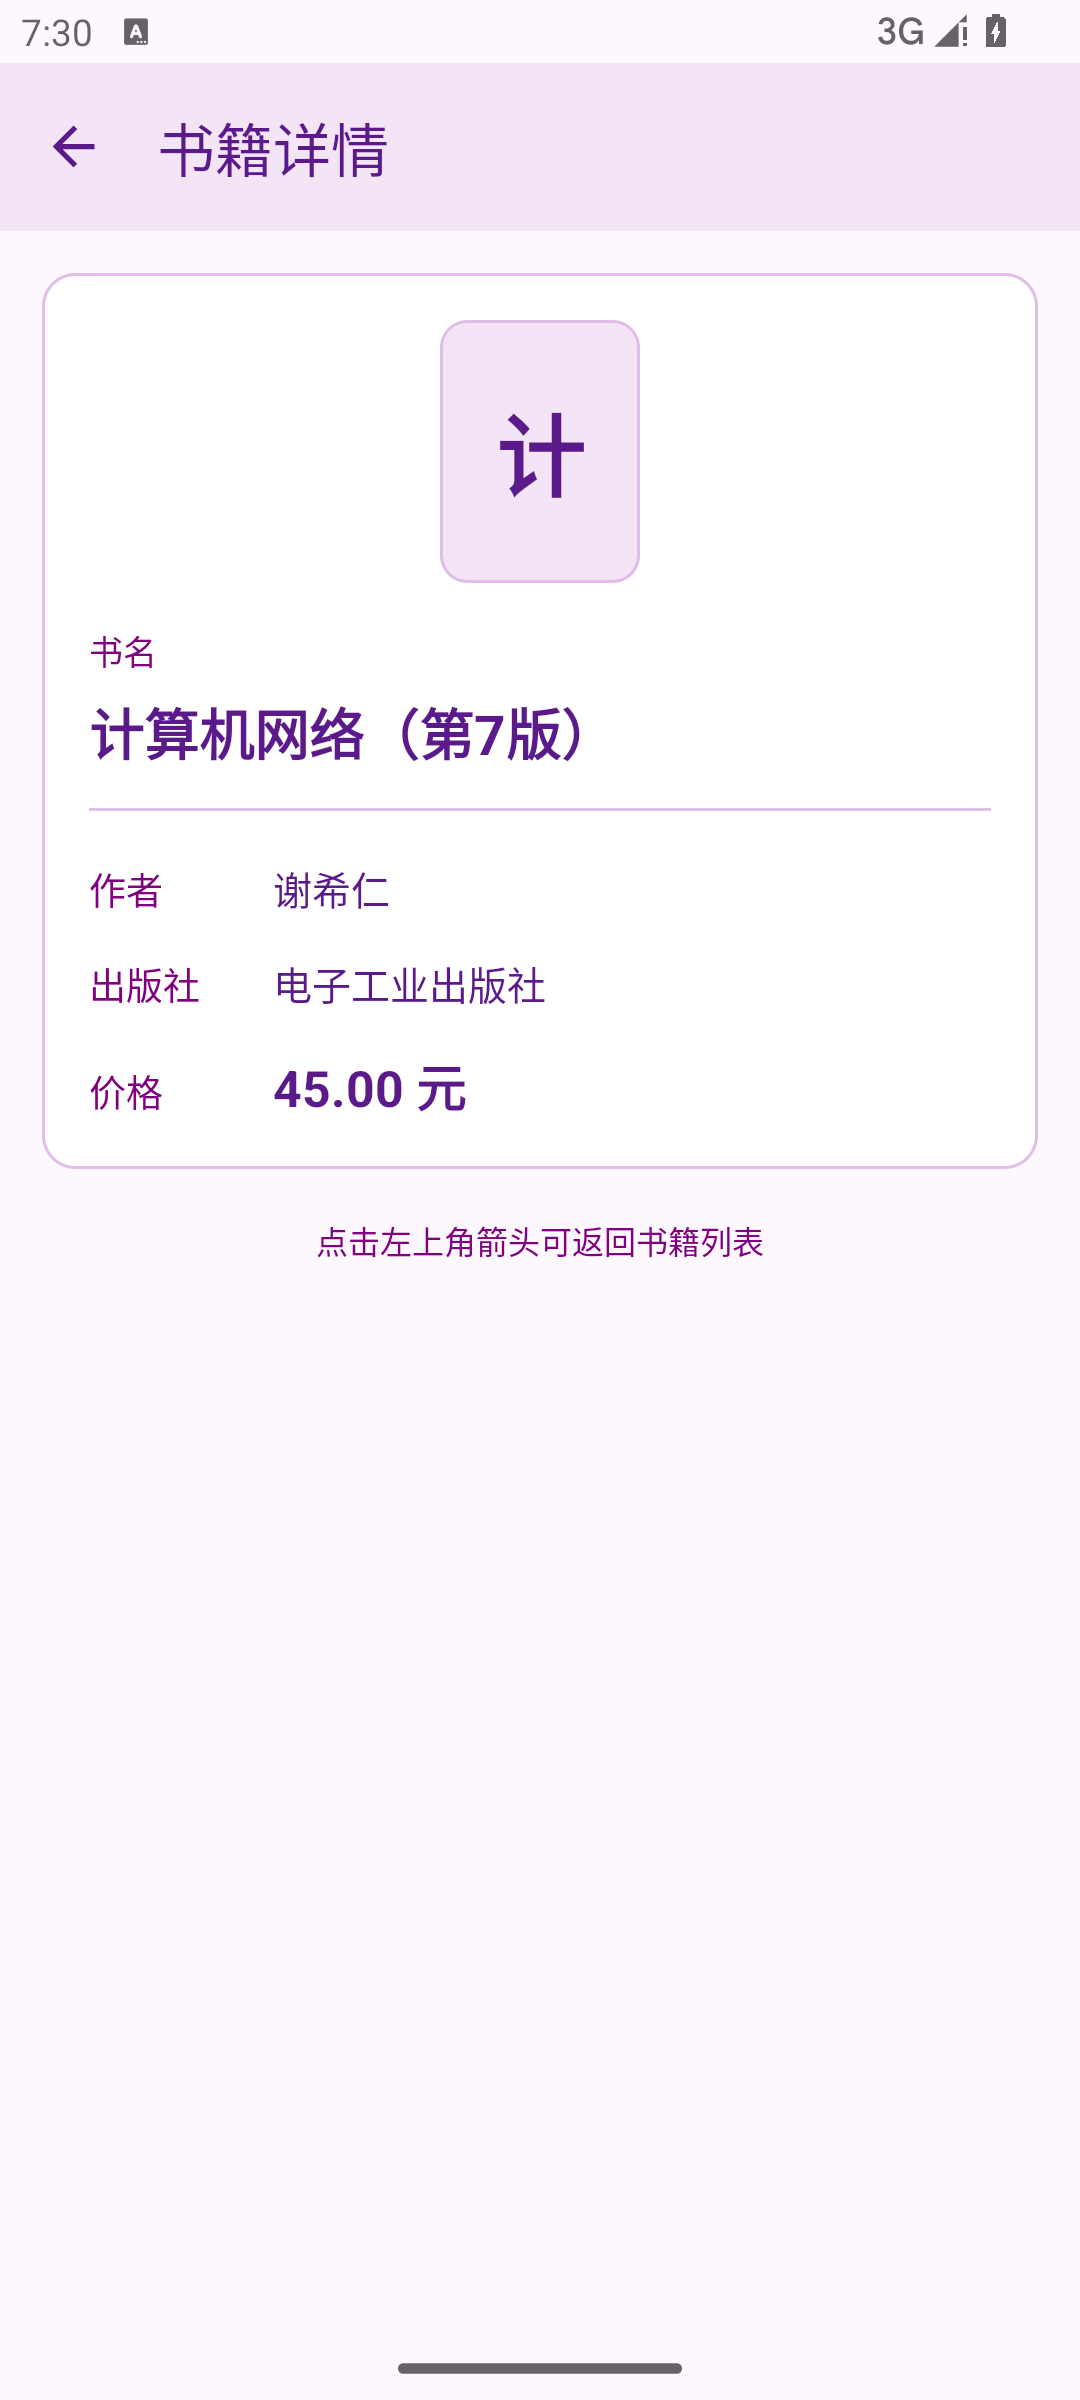 7:30
3G
书籍详情
计
书名
计算机网络（第7版）
作者 谢希仁
出版社 电子工业出版社
价格 45.00 元
点击左上角箭头可返回书籍列表